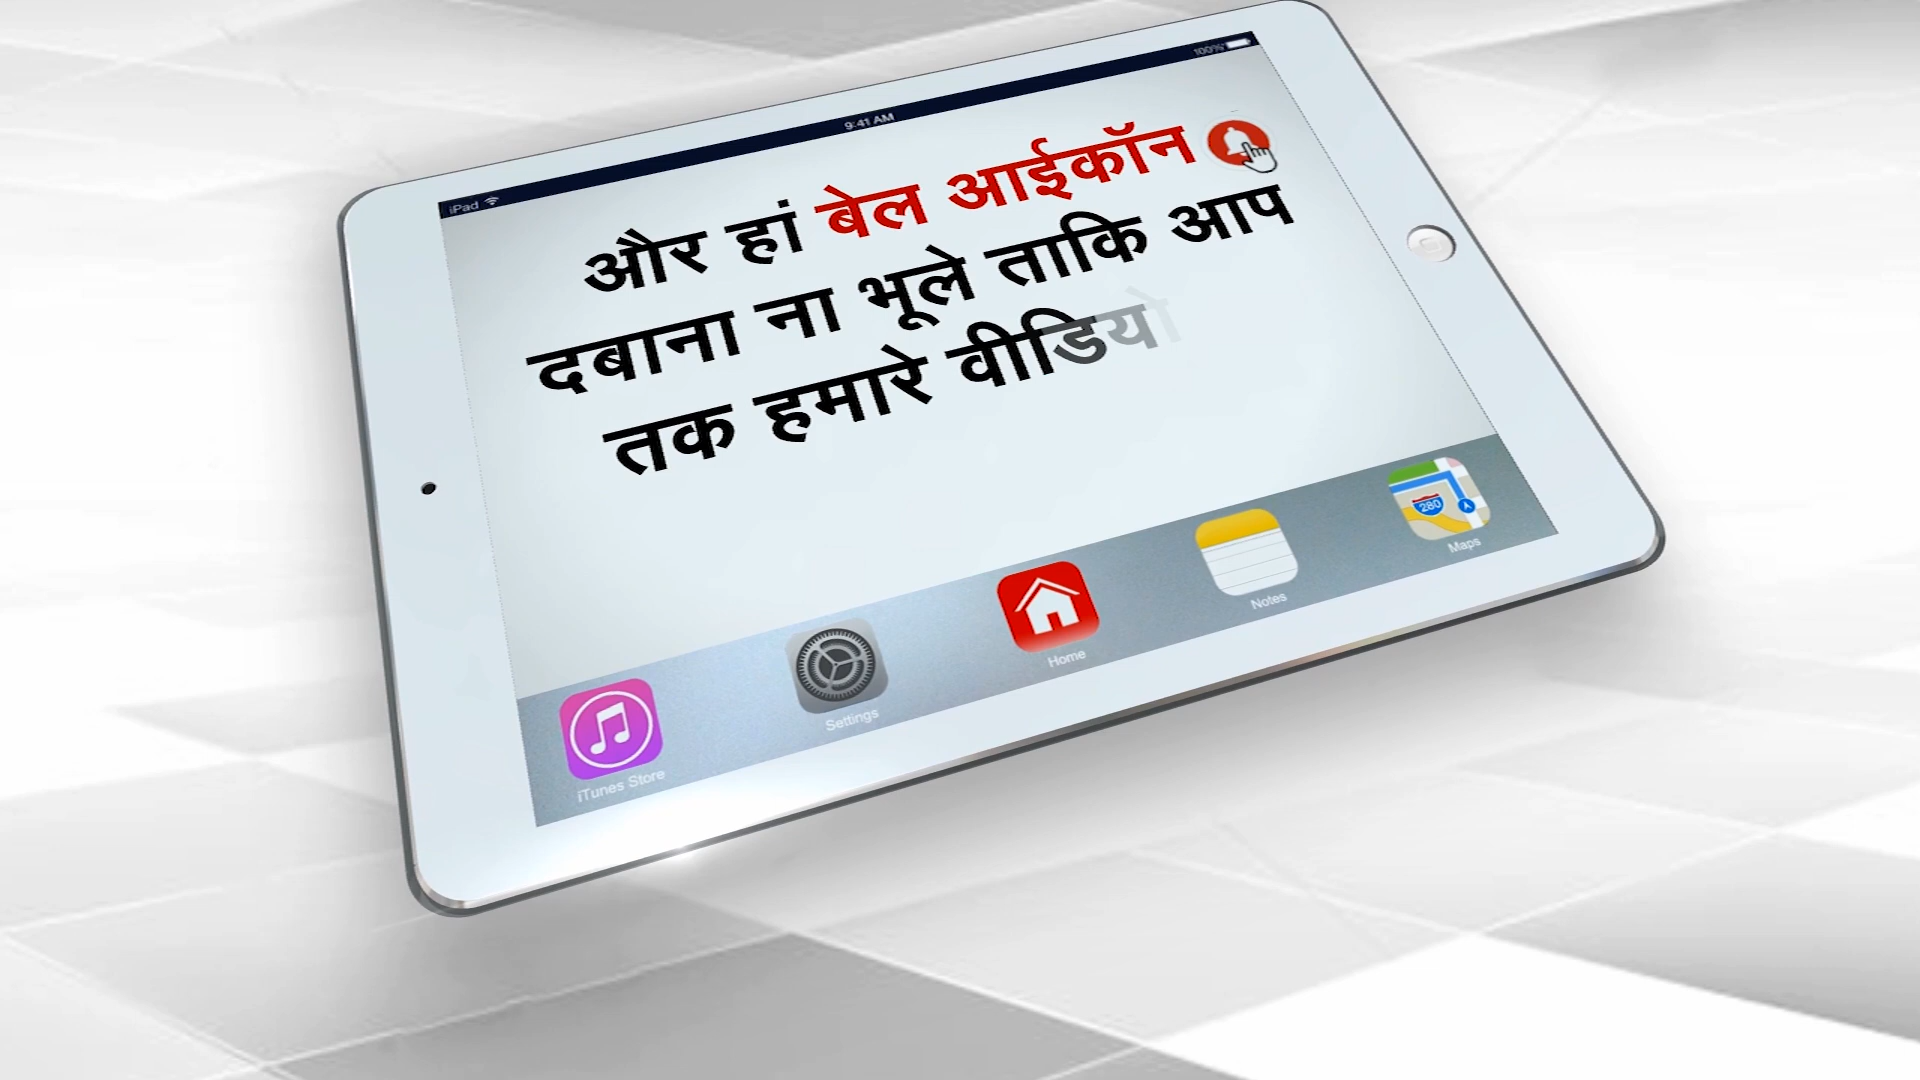 iPad
9:41 AM
100%
और हां बेल आईकॉन
दबाना ना भूले ताकि आप
तक हमारे वीडियो
iTunes Store
Settings
Home
Notes
280
Maps